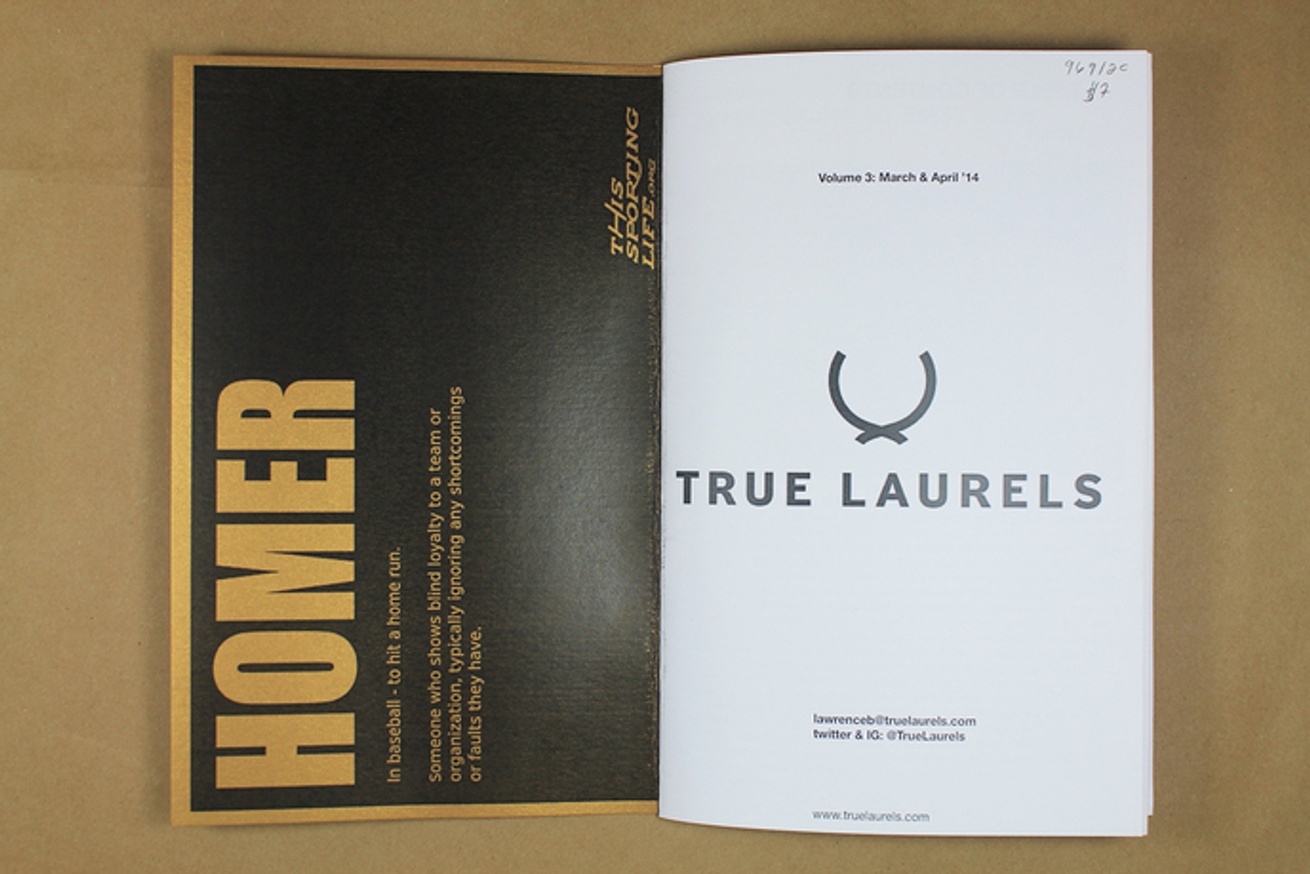 HOMER
In baseball - to hit a home run.
Someone who shows blind loyalty to a team or
organization, typically ignoring any shortcomings
or faults they have.
THIS
SPORTING
LIFE.ORG
969120
$7
Volume 3: March & April '14
TRUE LAURELS
lawrenceb@truelaurels.com
twitter & IG: @TrueLaurels
www.truelaurels.com